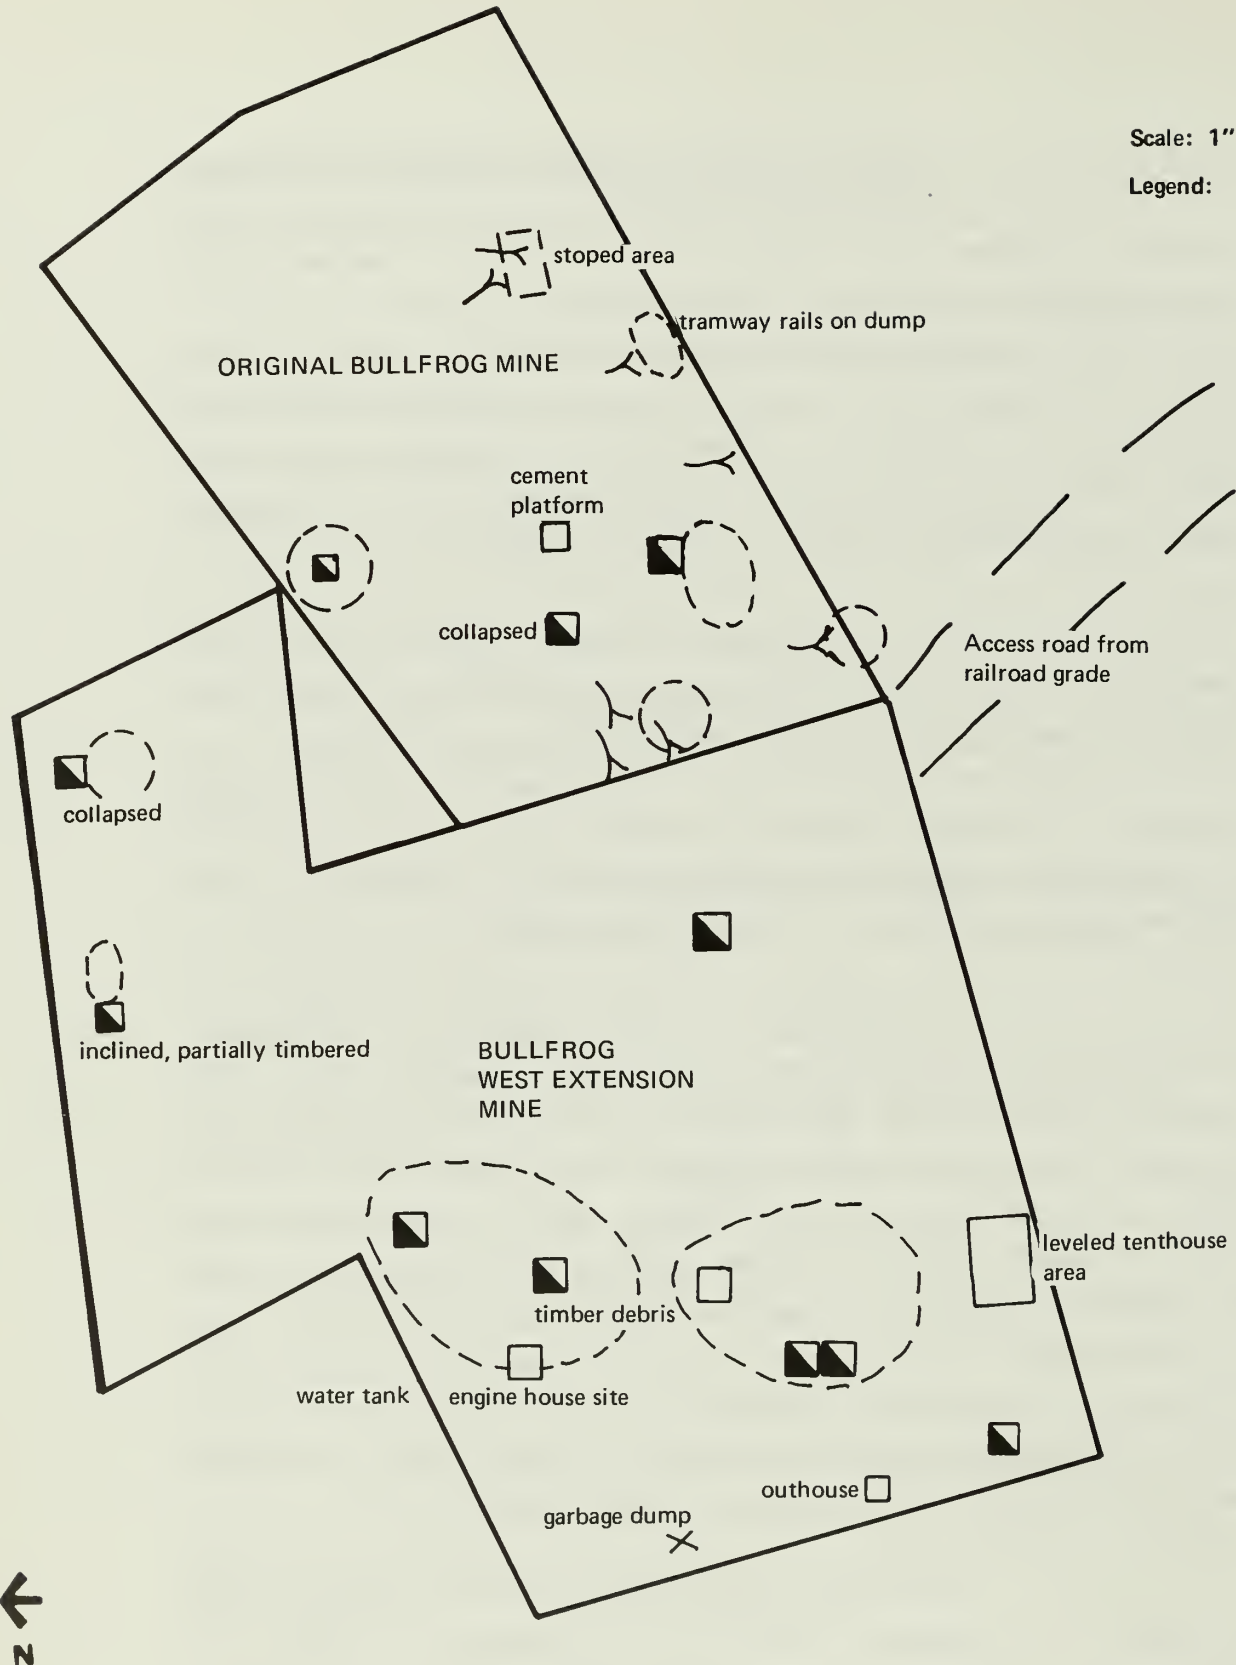 Scale: 1"
Legend:
stoped area
tramway rails on dump
ORIGINAL BULLFROG MINE
cement
platform
collapsed
Access road from
railroad grade
collapsed
inclined, partially timbered
BULLFROG
WEST EXTENSION
MINE
leveled tenthouse
area
timber debris
water tank
engine house site
outhouse
garbage dump
N